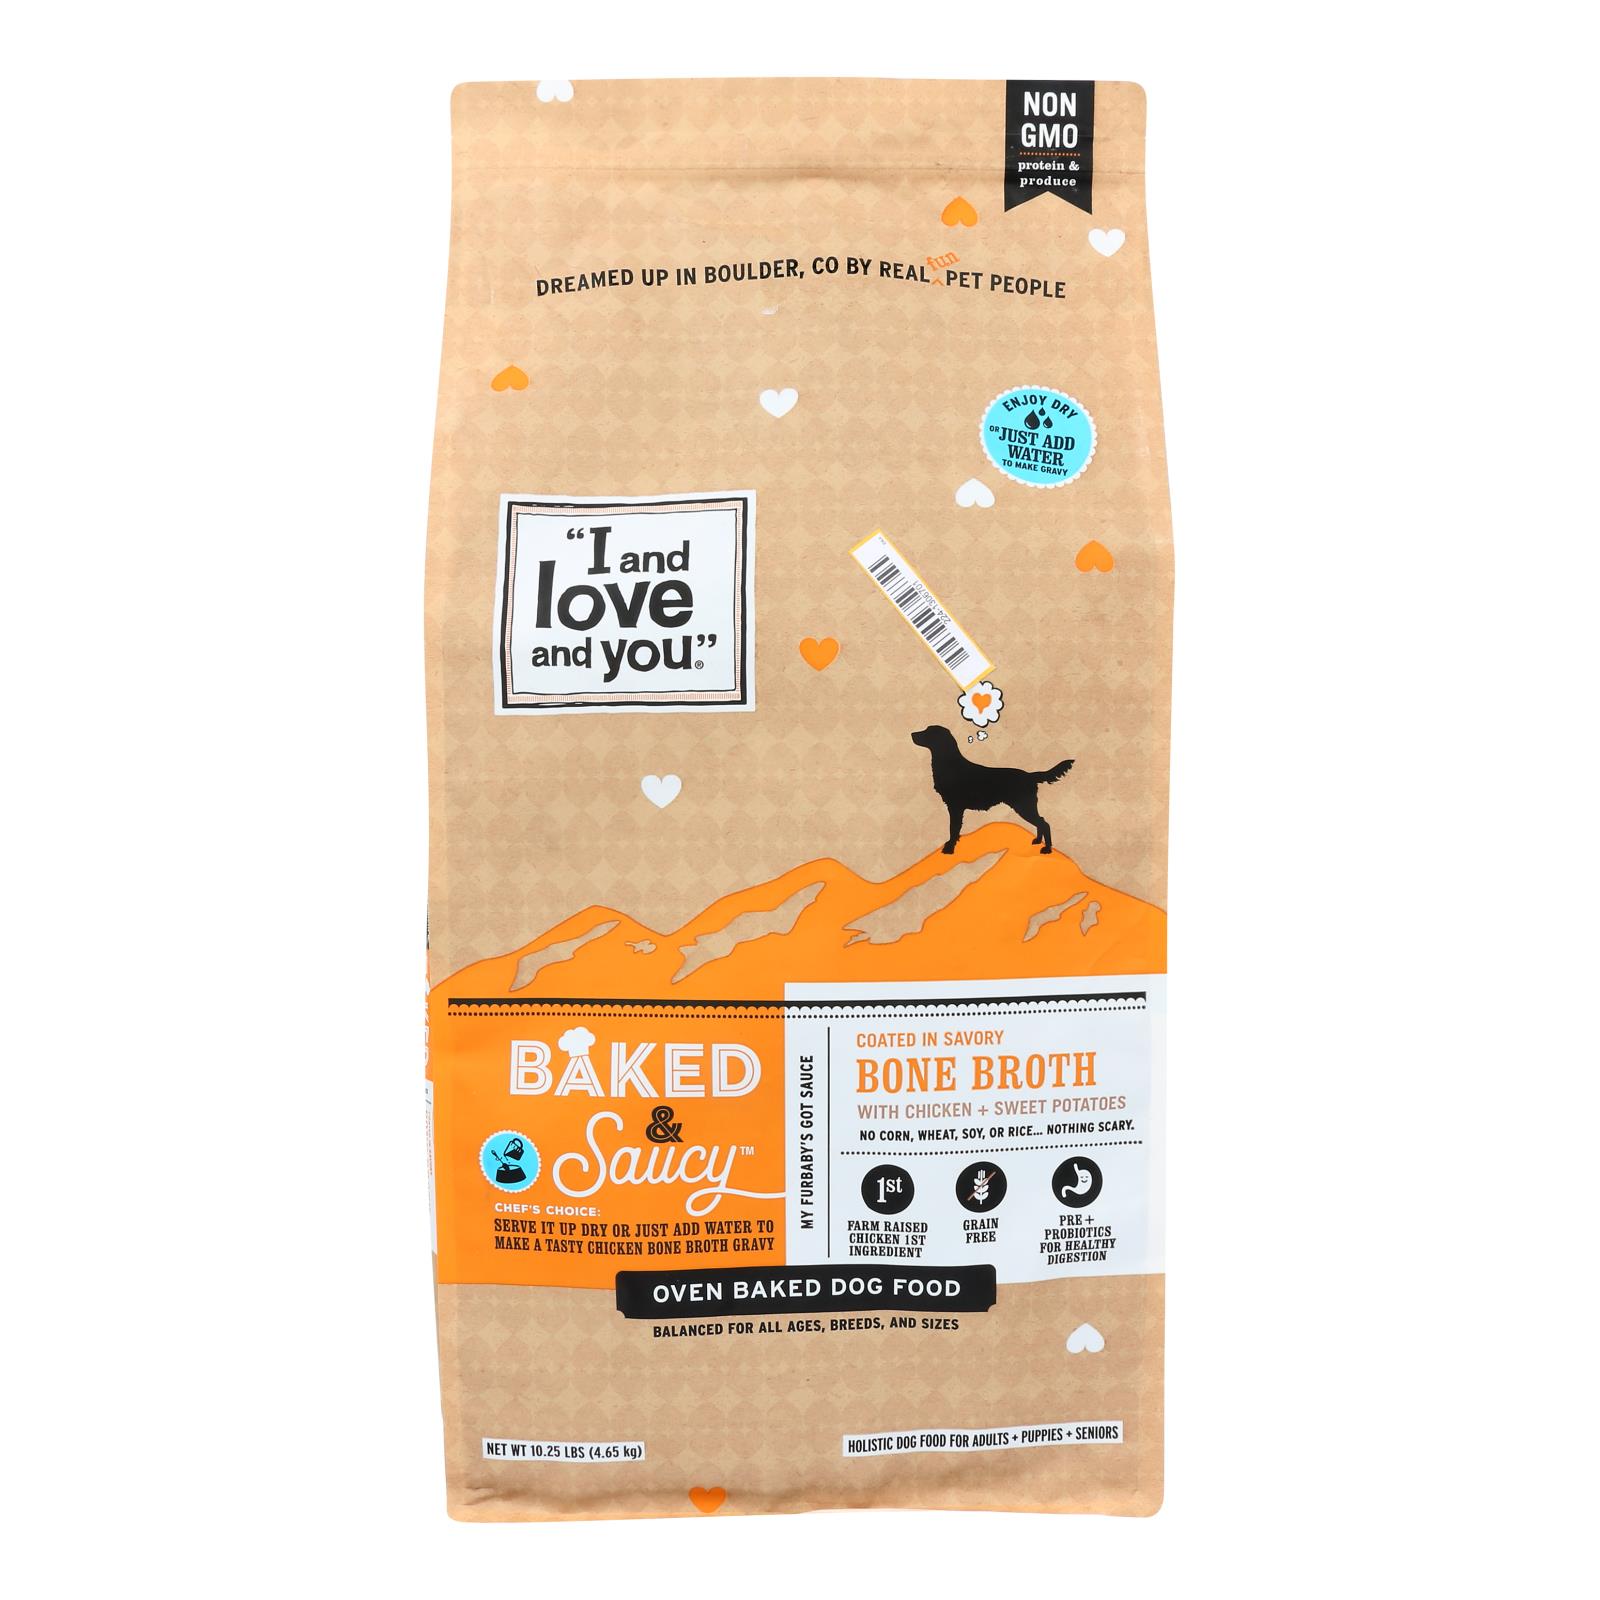 NON
GMO
protein &
produce
DREAMED UP IN BOULDER, CO BY REAL fun PET PEOPLE
ENJOY DRY
OR JUST ADD
WATER
TO MAKE GRAVY
"I and
love
and you"®
224-1306701
BAKED
&
Saucy™
CHEF'S CHOICE:
SERVE IT UP DRY OR JUST ADD WATER TO
MAKE A TASTY CHICKEN BONE BROTH GRAVY
MY FURBABY'S GOT SAUCE
COATED IN SAVORY
BONE BROTH
WITH CHICKEN + SWEET POTATOES
NO CORN, WHEAT, SOY, OR RICE... NOTHING SCARY.
1st
FARM RAISED
CHICKEN 1ST
INGREDIENT
GRAIN
FREE
PRE +
PROBIOTICS
FOR HEALTHY
DIGESTION
OVEN BAKED DOG FOOD
BALANCED FOR ALL AGES, BREEDS, AND SIZES
NET WT 10.25 LBS (4.65 kg)
HOLISTIC DOG FOOD FOR ADULTS + PUPPIES + SENIORS